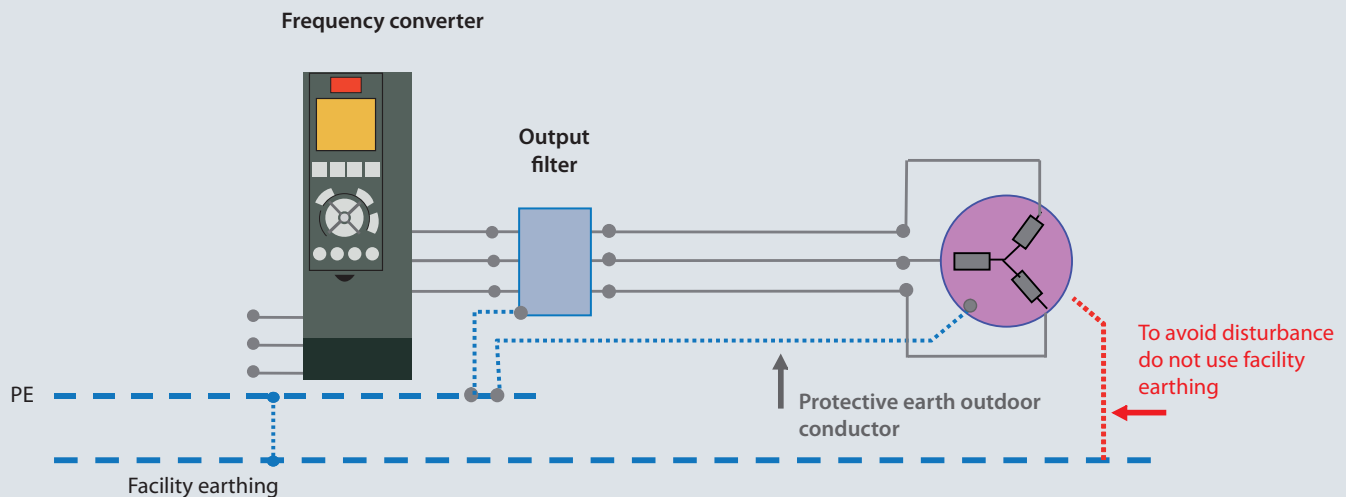 Frequency converter
Output
filter
To avoid disturbance
do not use facility
earthing
PE
Protective earth outdoor
conductor
Facility earthing